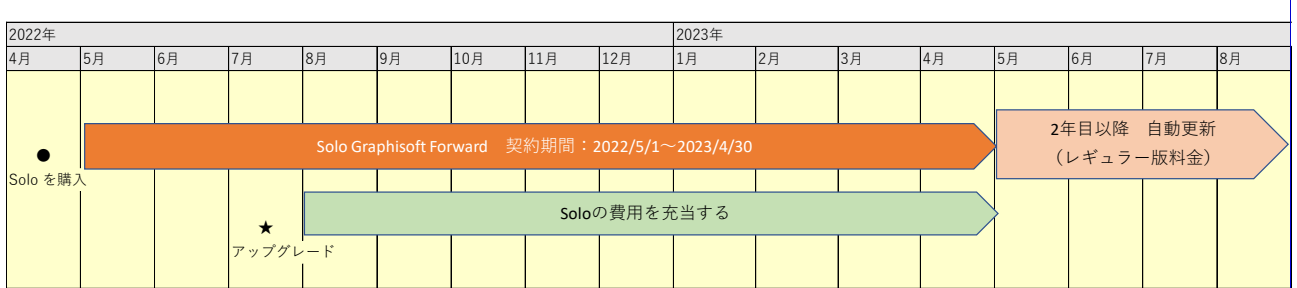 2022年
2023年
4月
5月
6月
7月
8月
9月
10月
11月
12月
1月
2月
3月
4月
5月
6月
7月
8月
Solo Graphisoft Forward　契約期間：2022/5/1～2023/4/30
2年目以降　自動更新
（レギュラー版料金）
●
Solo を購入
Soloの費用を充当する
★
アップグレード